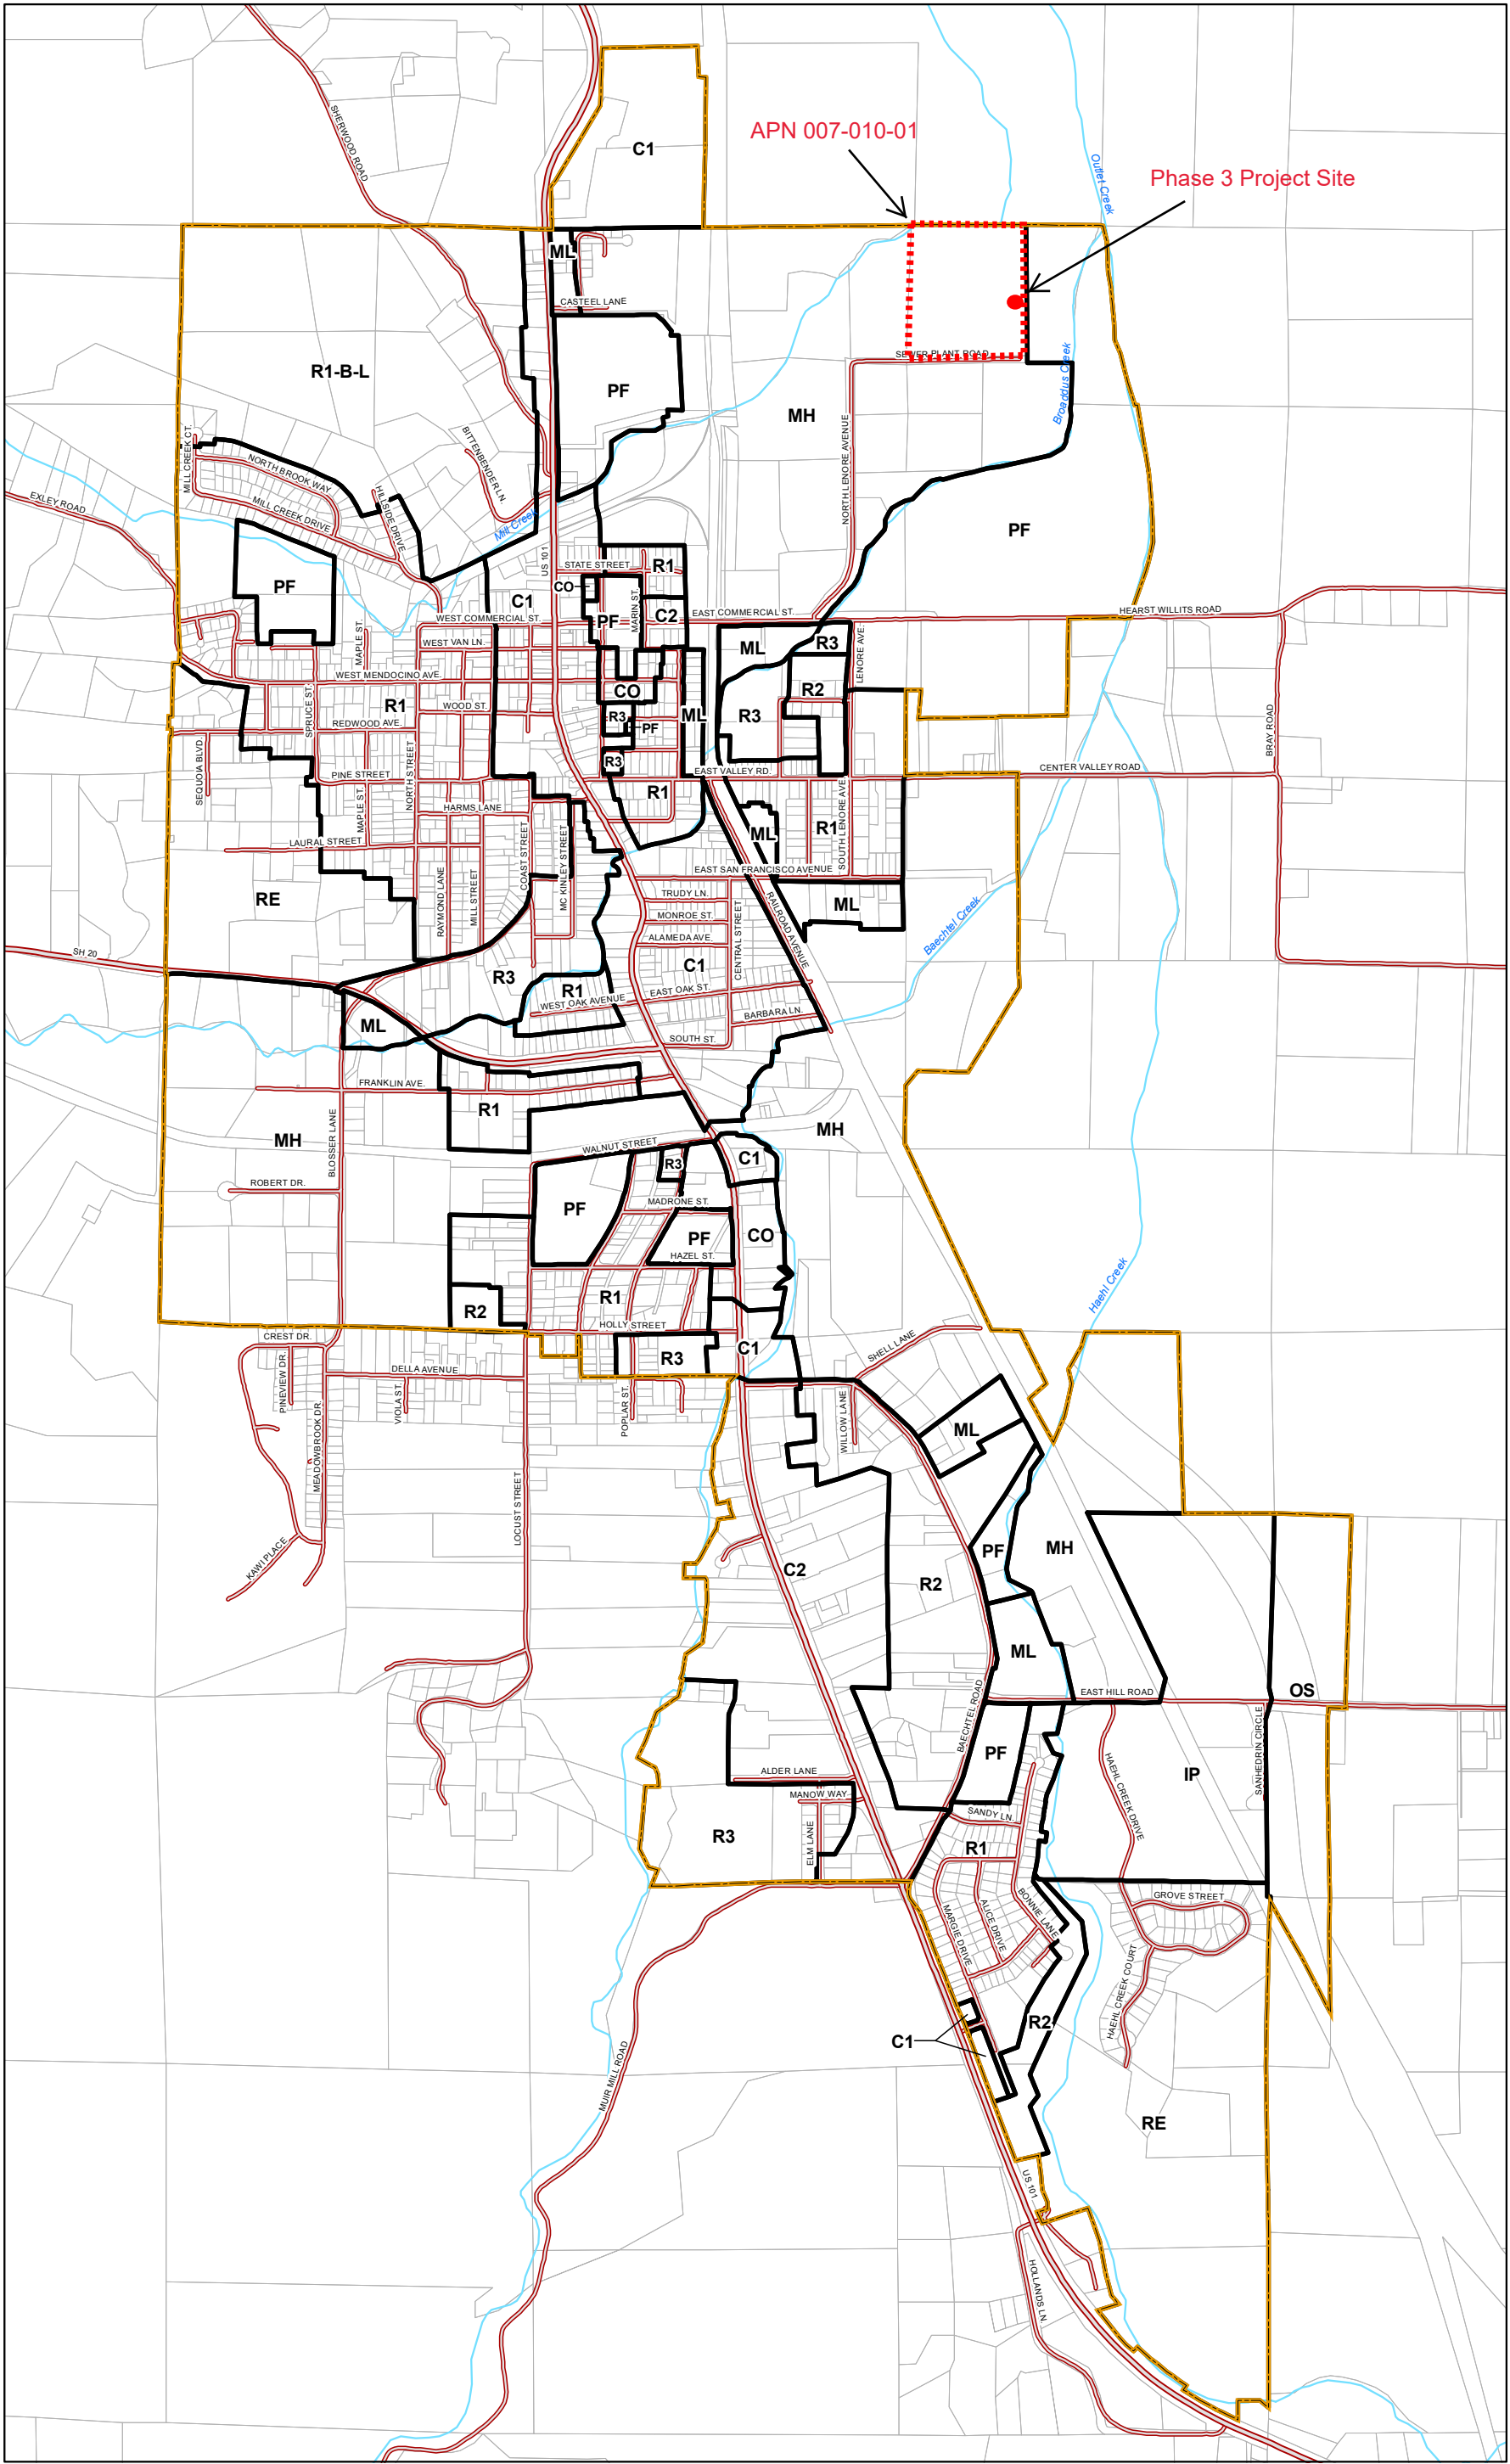 SHERWOOD ROAD
C1
APN 007-010-01
Outlet Creek
Phase 3 Project Site
ML
CASTEEL LANE
R1-B-L
PF
MH
SEWER PLANT ROAD
Broaddus Creek
NORTH LENORE AVENUE
MILL CREEK CT.
NORTH BROOK WAY
BITTENBENDER LN.
EXLEY ROAD
MILL CREEK DRIVE
HILLSIDE DRIVE
Mill Creek
PF
PF
US 101
STATE STREET
R1
CO
C1
PF
MARIN ST.
C2
EAST COMMERCIAL ST.
HEARST WILLITS ROAD
WEST COMMERCIAL ST.
MAPLE ST.
WEST VAN LN.
ML
R3
LENORE AVE.
WEST MENDOCINO AVE.
CO
R2
SPRUCE ST.
R1
WOOD ST.
REDWOOD AVE.
R3
PF
ML
R3
BRAY ROAD
SEQUOIA BLVD.
PINE STREET
NORTH STREET
R3
EAST VALLEY RD.
CENTER VALLEY ROAD
MAPLE ST.
HARMS LANE
R1
SOUTH LENORE AVE.
LAURAL STREET
COAST STREET
MC KINLEY STREET
ML
R1
RE
RAYMOND LANE
MILL STREET
EAST SAN FRANCISCO AVENUE
TRUDY LN.
ML
MONROE ST.
RAILROAD AVENUE
ALAMEDA AVE.
CENTRAL STREET
Baechtel Creek
SH 20
R3
C1
R1
WEST OAK AVENUE
EAST OAK ST.
BARBARA LN.
ML
SOUTH ST.
FRANKLIN AVE.
R1
MH
BLOSSER LANE
WALNUT STREET
MH
C1
R3
ROBERT DR.
PF
MADRONE ST.
PF
CO
HAZEL ST.
Haehl Creek
R1
R2
HOLLY STREET
CREST DR.
R3
C1
SHELL LANE
DELLA AVENUE
PINEVIEW DR.
VIOLA ST.
POPLAR ST.
WILLOW LANE
ML
MEADOWBROOK DR.
LOCUST STREET
KAWI PLACE
C2
R2
PF
MH
ML
EAST HILL ROAD
OS
BAECHTEL ROAD
PF
SANHEDRIN CIRCLE
ALDER LANE
HAEHL CREEK DRIVE
IP
MANOW WAY
SANDY LN.
R3
ELM LANE
R1
BONNIE LANE
GROVE STREET
MARGIE DRIVE
ALICE DRIVE
HAEHL CREEK COURT
C1
R2
MUIR MILL ROAD
RE
US 101
HOLLANDS LN.